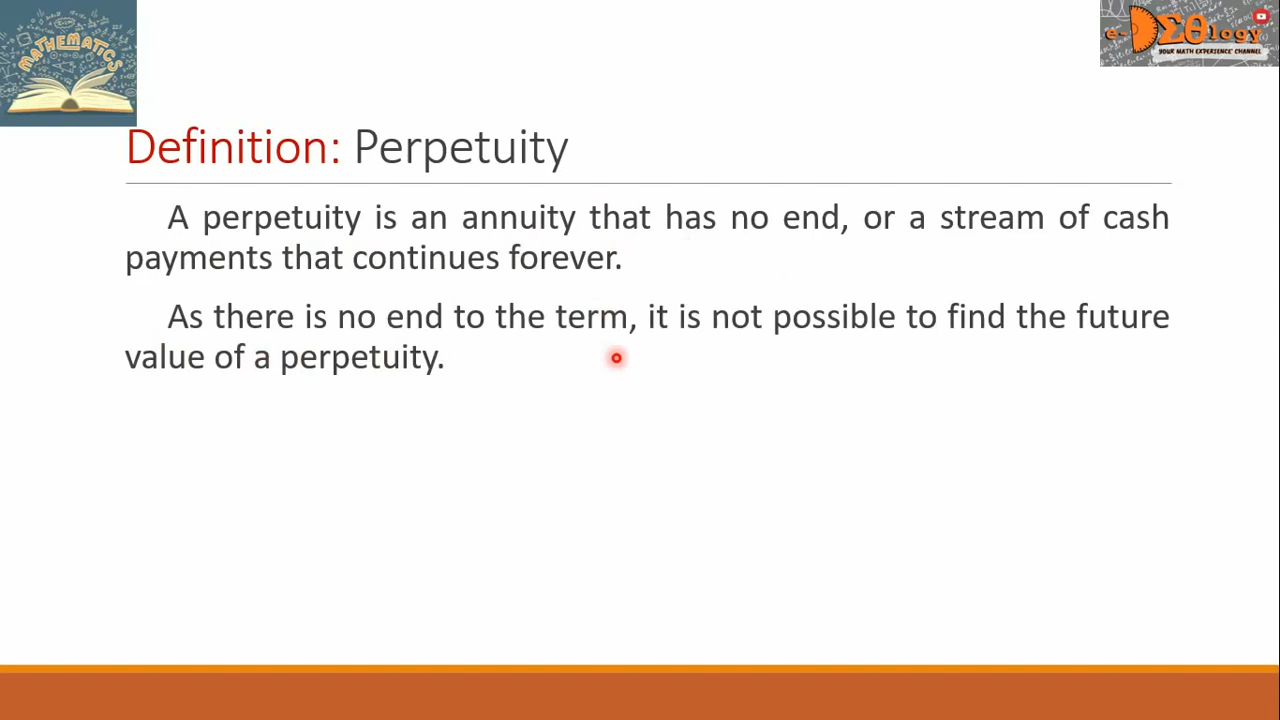 MATHEMATICS
e-DΣθlogy
YOUR MATH EXPERIENCE CHANNEL
Definition: Perpetuity
A perpetuity is an annuity that has no end, or a stream of cash
payments that continues forever.
As there is no end to the term, it is not possible to find the future
value of a perpetuity.